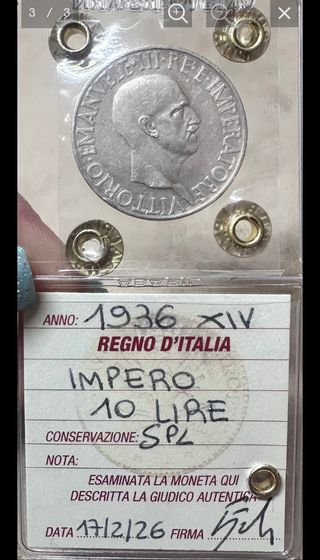 3 / 3
VITTORIO·EMANVELE·III·RE·E·IMPERATORE
ANNO: 1936 XIV
REGNO D'ITALIA
IMPERO
10 LIRE
CONSERVAZIONE: SPL
NOTA:
ESAMINATA LA MONETA QUI
DESCRITTA LA GIUDICO AUTENTICA
DATA 17/2/26 FIRMA